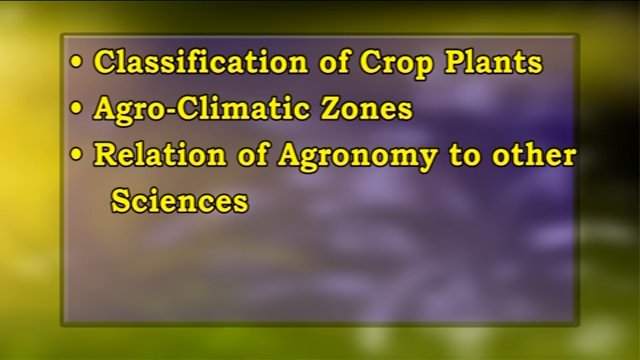 • Classification of Crop Plants
• Agro-Climatic Zones
• Relation of Agronomy to other
Sciences